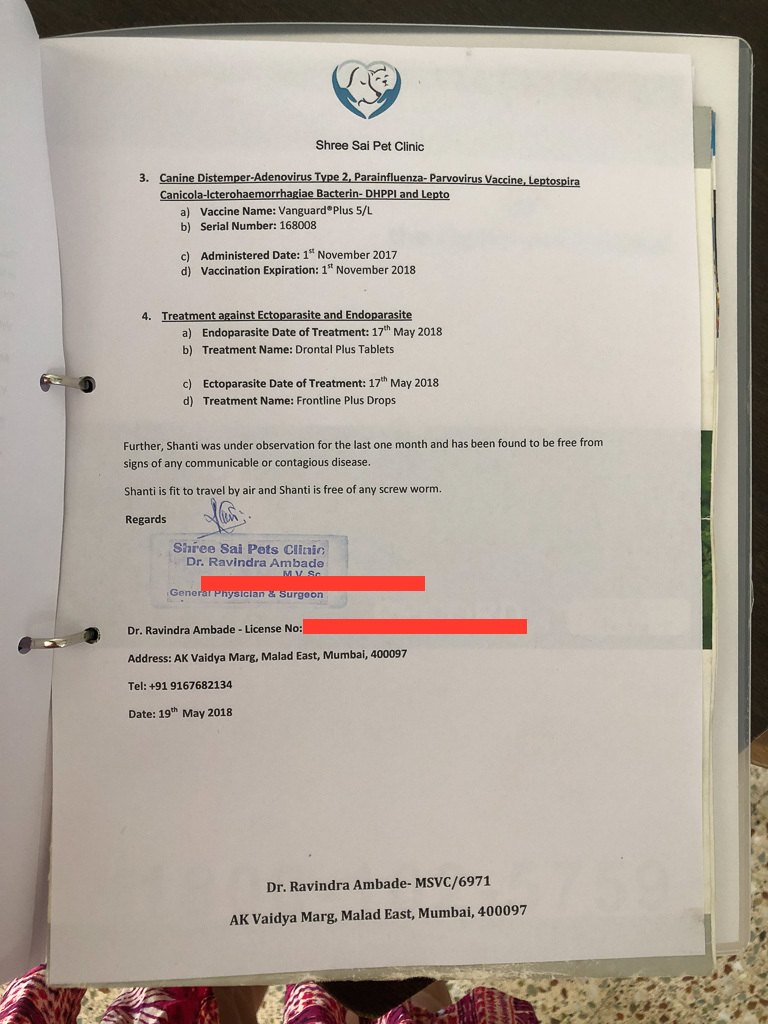 Shree Sai Pet Clinic
3. Canine Distemper-Adenovirus Type 2, Parainfluenza- Parvovirus Vaccine, Leptospira
Canicola-Icterohaemorrhagiae Bacterin- DHPPI and Lepto
a) Vaccine Name: Vanguard®Plus 5/L
b) Serial Number: 168008
c) Administered Date: 1st November 2017
d) Vaccination Expiration: 1st November 2018
4. Treatment against Ectoparasite and Endoparasite
a) Endoparasite Date of Treatment: 17th May 2018
b) Treatment Name: Drontal Plus Tablets
c) Ectoparasite Date of Treatment: 17th May 2018
d) Treatment Name: Frontline Plus Drops
Further, Shanti was under observation for the last one month and has been found to be free from
signs of any communicable or contagious disease.
Shanti is fit to travel by air and Shanti is free of any screw worm.
Regards
Shree Sai Pets Clinic
Dr. Ravindra Ambade
M.V.Sc
General Physician & Surgeon
Dr. Ravindra Ambade - License No:
Address: AK Vaidya Marg, Malad East, Mumbai, 400097
Tel: +91 9167682134
Date: 19th May 2018
Dr. Ravindra Ambade- MSVC/6971
AK Vaidya Marg, Malad East, Mumbai, 400097